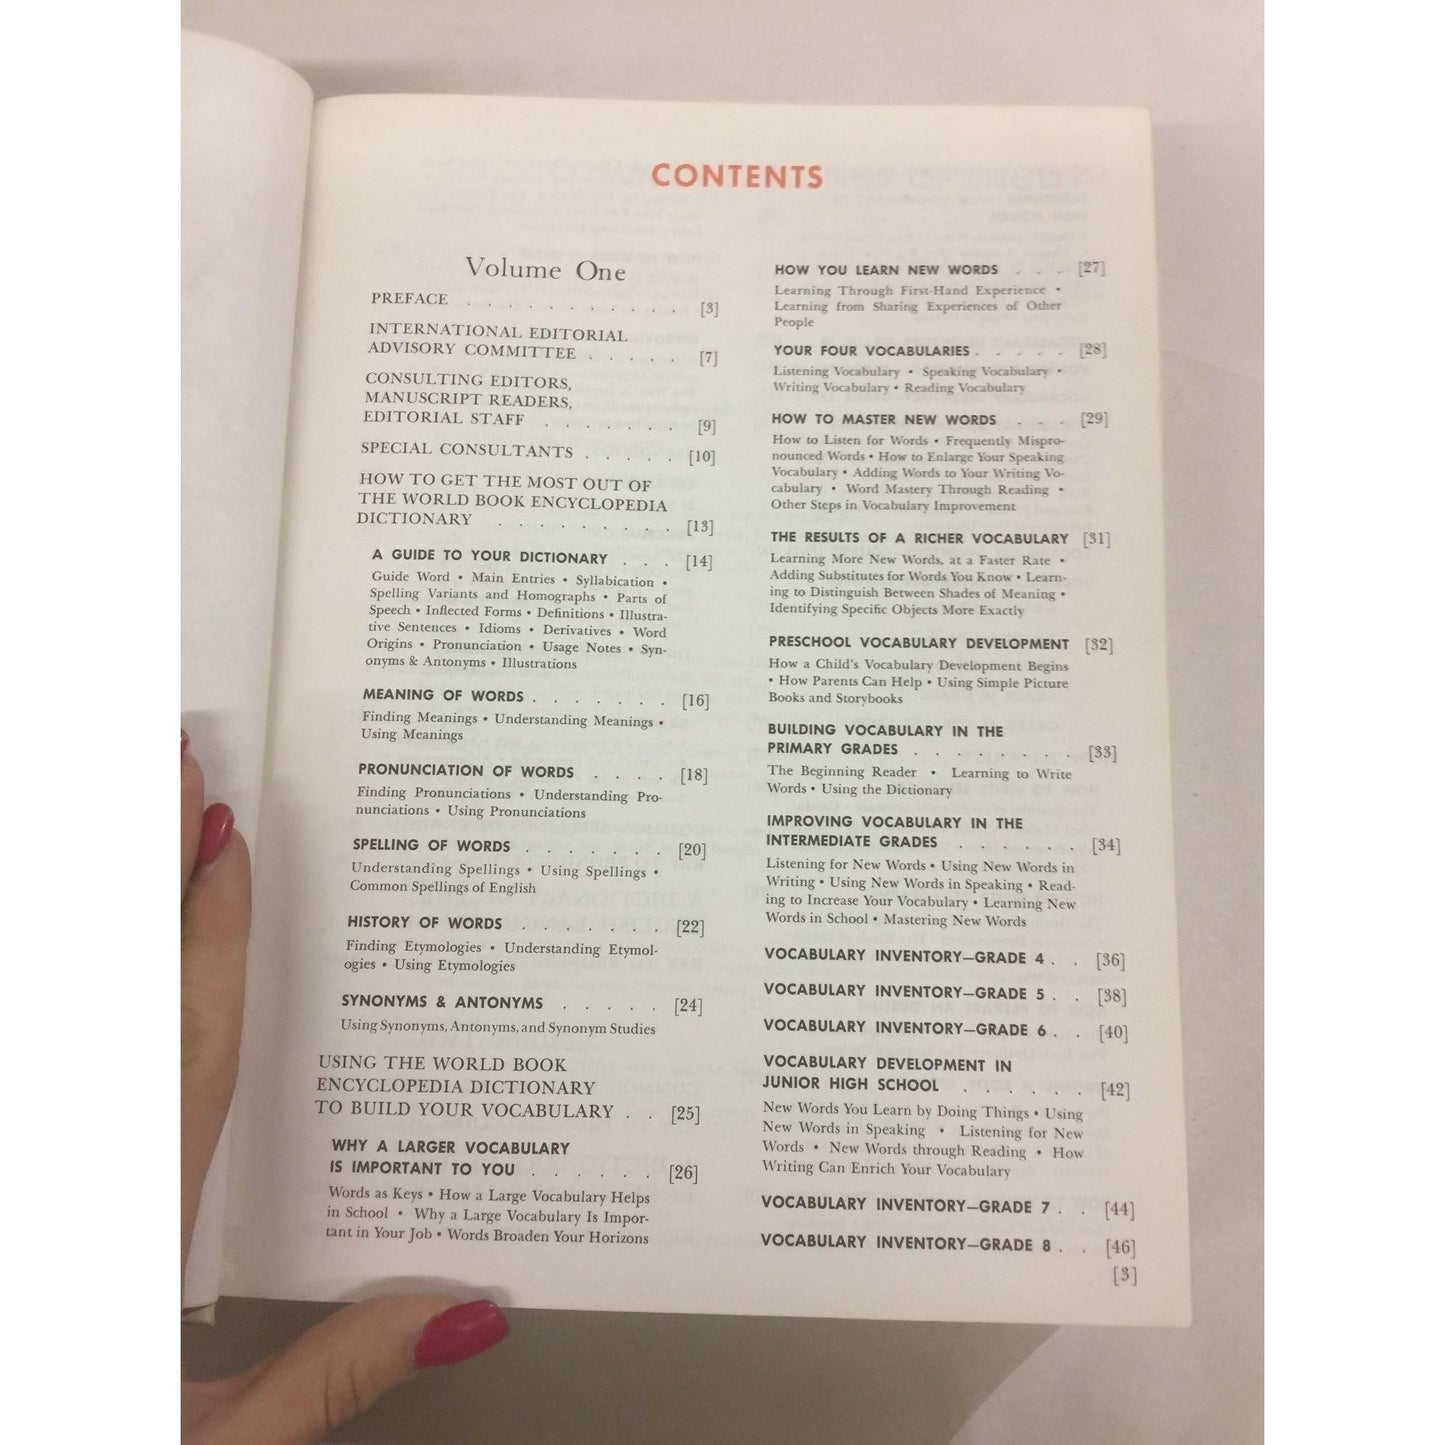 CONTENTS
Volume One
PREFACE . . . . . . . . . . . [3]
INTERNATIONAL EDITORIAL
ADVISORY COMMITTEE . . . . . [7]
CONSULTING EDITORS,
MANUSCRIPT READERS,
EDITORIAL STAFF . . . . . . . [9]
SPECIAL CONSULTANTS . . . . . [10]
HOW TO GET THE MOST OUT OF
THE WORLD BOOK ENCYCLOPEDIA
DICTIONARY . . . . . . . . . [13]
A GUIDE TO YOUR DICTIONARY . . . [14]
Guide Word • Main Entries • Syllabication •
Spelling Variants and Homographs • Parts of
Speech • Inflected Forms • Definitions • Illustra-
tive Sentences • Idioms • Derivatives • Word
Origins • Pronunciation • Usage Notes • Syn-
onyms & Antonyms • Illustrations
MEANING OF WORDS . . . . . . . [16]
Finding Meanings • Understanding Meanings •
Using Meanings
PRONUNCIATION OF WORDS . . . . [18]
Finding Pronunciations • Understanding Pro-
nunciations • Using Pronunciations
SPELLING OF WORDS . . . . . . . [20]
Understanding Spellings • Using Spellings •
Common Spellings of English
HISTORY OF WORDS . . . . . . . [22]
Finding Etymologies • Understanding Etymol-
ogies • Using Etymologies
SYNONYMS & ANTONYMS . . . . . [24]
Using Synonyms, Antonyms, and Synonym Studies
USING THE WORLD BOOK
ENCYCLOPEDIA DICTIONARY
TO BUILD YOUR VOCABULARY . . [25]
WHY A LARGER VOCABULARY
IS IMPORTANT TO YOU . . . . . . [26]
Words as Keys • How a Large Vocabulary Helps
in School • Why a Large Vocabulary Is Impor-
tant in Your Job • Words Broaden Your Horizons
HOW YOU LEARN NEW WORDS . . . [27]
Learning Through First-Hand Experience •
Learning from Sharing Experiences of Other
People
YOUR FOUR VOCABULARIES . . . . . [28]
Listening Vocabulary • Speaking Vocabulary •
Writing Vocabulary • Reading Vocabulary
HOW TO MASTER NEW WORDS . . . [29]
How to Listen for Words • Frequently Mispro-
nounced Words • How to Enlarge Your Speaking
Vocabulary • Adding Words to Your Writing Vo-
cabulary • Word Mastery Through Reading •
Other Steps in Vocabulary Improvement
THE RESULTS OF A RICHER VOCABULARY [31]
Learning More New Words, at a Faster Rate •
Adding Substitutes for Words You Know • Learn-
ing to Distinguish Between Shades of Meaning •
Identifying Specific Objects More Exactly
PRESCHOOL VOCABULARY DEVELOPMENT [32]
How a Child's Vocabulary Development Begins
• How Parents Can Help • Using Simple Picture
Books and Storybooks
BUILDING VOCABULARY IN THE
PRIMARY GRADES . . . . . . . . [33]
The Beginning Reader • Learning to Write
Words • Using the Dictionary
IMPROVING VOCABULARY IN THE
INTERMEDIATE GRADES . . . . . . [34]
Listening for New Words • Using New Words in
Writing • Using New Words in Speaking • Read-
ing to Increase Your Vocabulary • Learning New
Words in School • Mastering New Words
VOCABULARY INVENTORY—GRADE 4 . . [36]
VOCABULARY INVENTORY—GRADE 5 . . [38]
VOCABULARY INVENTORY—GRADE 6 . . [40]
VOCABULARY DEVELOPMENT IN
JUNIOR HIGH SCHOOL . . . . . . [42]
New Words You Learn by Doing Things • Using
New Words in Speaking • Listening for New
Words • New Words through Reading • How
Writing Can Enrich Your Vocabulary
VOCABULARY INVENTORY—GRADE 7 . . [44]
VOCABULARY INVENTORY—GRADE 8 . . [46]
[3]